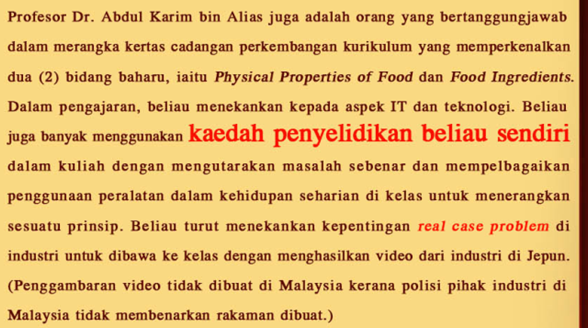 Profesor Dr. Abdul Karim bin Alias juga adalah orang yang bertanggungjawab
dalam merangka kertas cadangan perkembangan kurikulum yang memperkenalkan
dua (2) bidang baharu, iaitu Physical Properties of Food dan Food Ingredients.
Dalam pengajaran, beliau menekankan kepada aspek IT dan teknologi. Beliau
juga banyak menggunakan kaedah penyelidikan beliau sendiri
dalam kuliah dengan mengutarakan masalah sebenar dan mempelbagaikan
penggunaan peralatan dalam kehidupan seharian di kelas untuk menerangkan
sesuatu prinsip. Beliau turut menekankan kepentingan real case problem di
industri untuk dibawa ke kelas dengan menghasilkan video dari industri di Jepun.
(Penggambaran video tidak dibuat di Malaysia kerana polisi pihak industri di
Malaysia tidak membenarkan rakaman dibuat.)